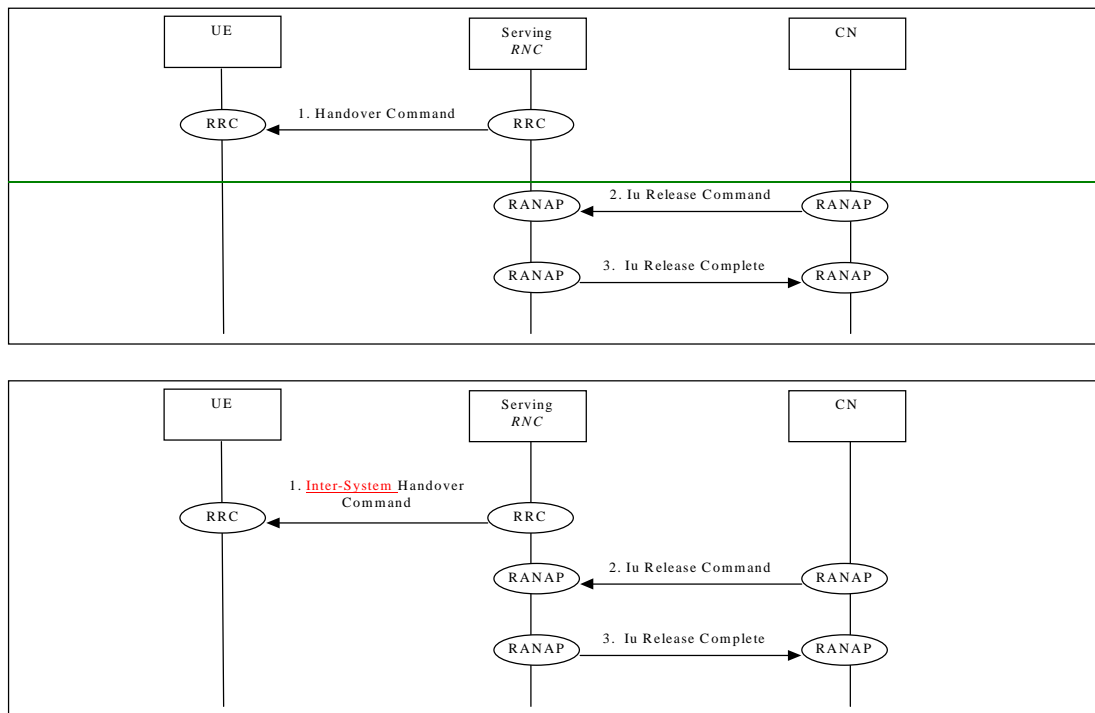 UE
Serving
RNC
CN
1. Handover Command
RRC
RRC
2. Iu Release Command
RANAP
RANAP
3. Iu Release Complete
RANAP
RANAP
UE
Serving
RNC
CN
1. Inter-System Handover
Command
RRC
RRC
2. Iu Release Command
RANAP
RANAP
3. Iu Release Complete
RANAP
RANAP